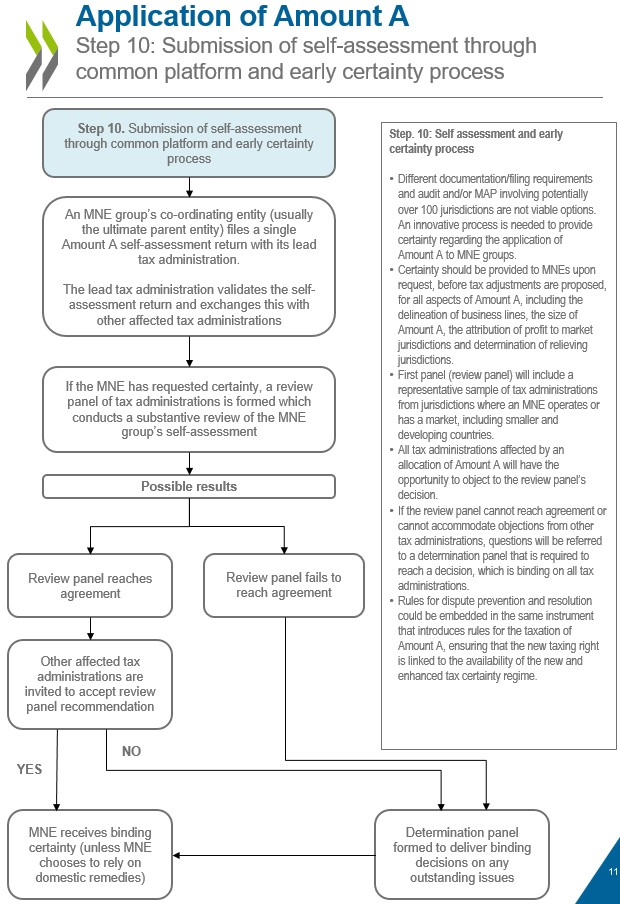 Application of Amount A
Step 10: Submission of self-assessment through
common platform and early certainty process
Step 10. Submission of self-assessment
through common platform and early certainty
process
An MNE group's co-ordinating entity (usually
the ultimate parent entity) files a single
Amount A self-assessment return with its lead
tax administration.
The lead tax administration validates the self-
assessment return and exchanges this with
other affected tax administrations
If the MNE has requested certainty, a review
panel of tax administrations is formed which
conducts a substantive review of the MNE
group's self-assessment
Possible results
Review panel reaches
agreement
Review panel fails to
reach agreement
Other affected tax
administrations are
invited to accept review
panel recommendation
YES
NO
MNE receives binding
certainty (unless MNE
chooses to rely on
domestic remedies)
Determination panel
formed to deliver binding
decisions on any
outstanding issues
Step. 10: Self assessment and early
certainty process
• Different documentation/filing requirements
and audit and/or MAP involving potentially
over 100 jurisdictions are not viable options.
An innovative process is needed to provide
certainty regarding the application of
Amount A to MNE groups.
• Certainty should be provided to MNEs upon
request, before tax adjustments are proposed,
for all aspects of Amount A, including the
delineation of business lines, the size of
Amount A, the attribution of profit to market
jurisdictions and determination of relieving
jurisdictions.
• First panel (review panel) will include a
representative sample of tax administrations
from jurisdictions where an MNE operates or
has a market, including smaller and
developing countries.
• All tax administrations affected by an
allocation of Amount A will have the
opportunity to object to the review panel's
decision.
• If the review panel cannot reach agreement or
cannot accommodate objections from other
tax administrations, questions will be referred
to a determination panel that is required to
reach a decision, which is binding on all tax
administrations.
• Rules for dispute prevention and resolution
could be embedded in the same instrument
that introduces rules for the taxation of
Amount A, ensuring that the new taxing right
is linked to the availability of the new and
enhanced tax certainty regime.
11